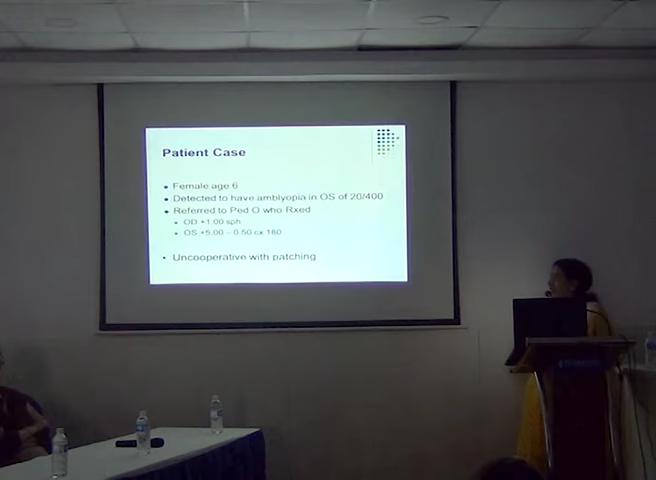 Patient Case
• Female age 6
• Detected to have amblyopia in OS of 20/400
• Referred to Ped O who Rxed
• OD +1.00 sph
• OS +5.00 – 0.50 cx 180
• Uncooperative with patching